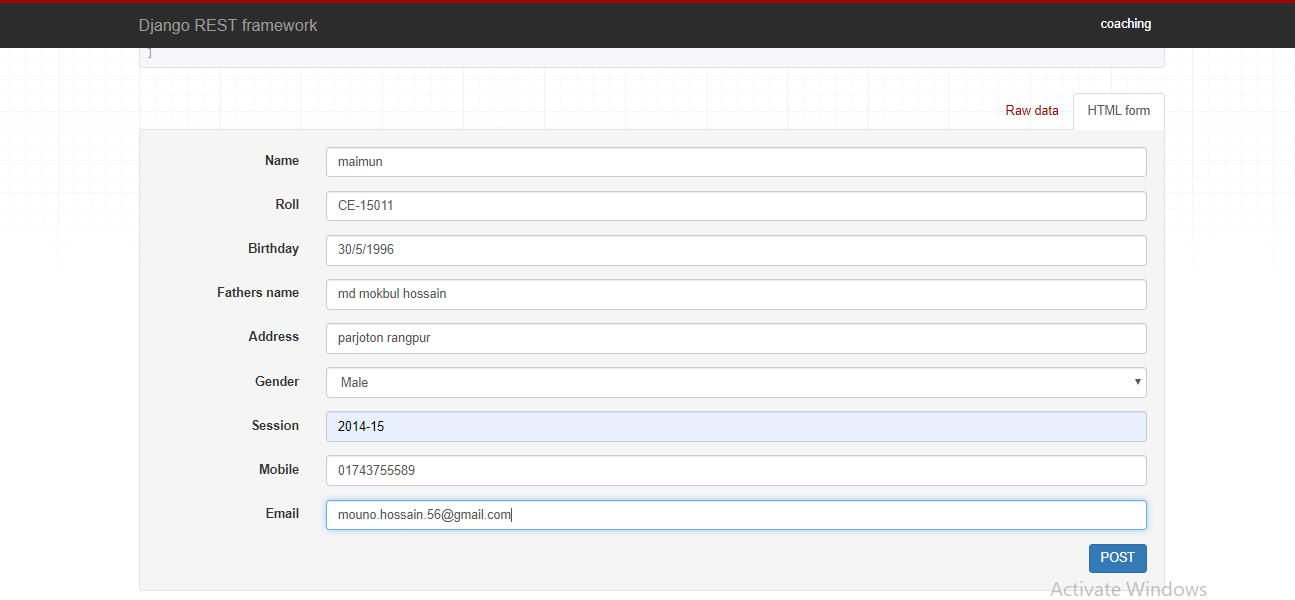 Django REST framework
coaching
]
Raw data
HTML form
Name
maimun
Roll
CE-15011
Birthday
30/5/1996
Fathers name
md mokbul hossain
Address
parjoton rangpur
Gender
Male
Session
2014-15
Mobile
01743755589
Email
mouno.hossain.56@gmail.com
POST
Activate Windows